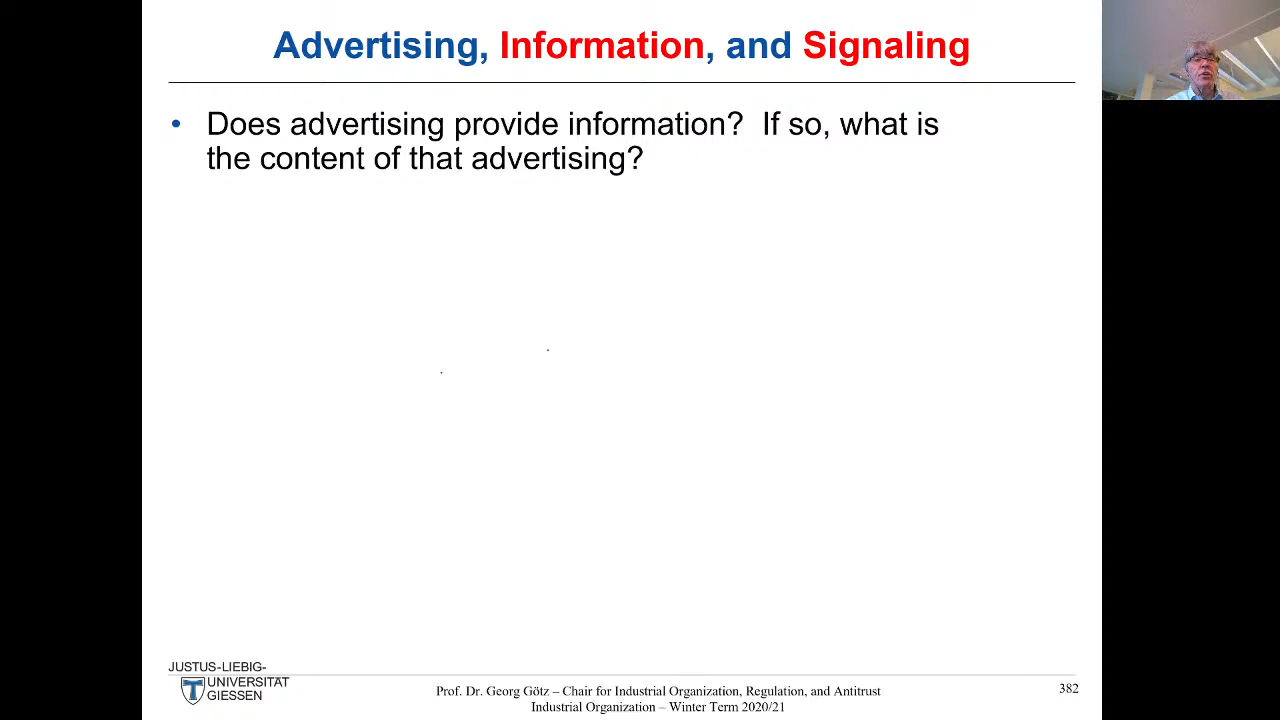 Advertising, Information, and Signaling
• Does advertising provide information?  If so, what is
the content of that advertising?
JUSTUS-LIEBIG-
UNIVERSITÄT
GIESSEN
Prof. Dr. Georg Götz – Chair for Industrial Organization, Regulation, and Antitrust
Industrial Organization – Winter Term 2020/21
382